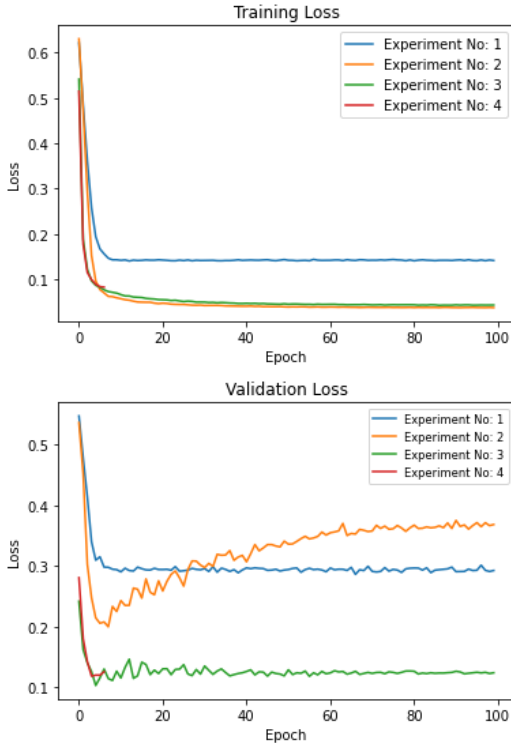 Training Loss
0.6
0.5
0.4
0.3
0.2
0.1
Loss
Experiment No: 1
Experiment No: 2
Experiment No: 3
Experiment No: 4
0 20 40 60 80 100
Epoch
Validation Loss
0.5
0.4
0.3
0.2
0.1
Loss
Experiment No: 1
Experiment No: 2
Experiment No: 3
Experiment No: 4
0 20 40 60 80 100
Epoch